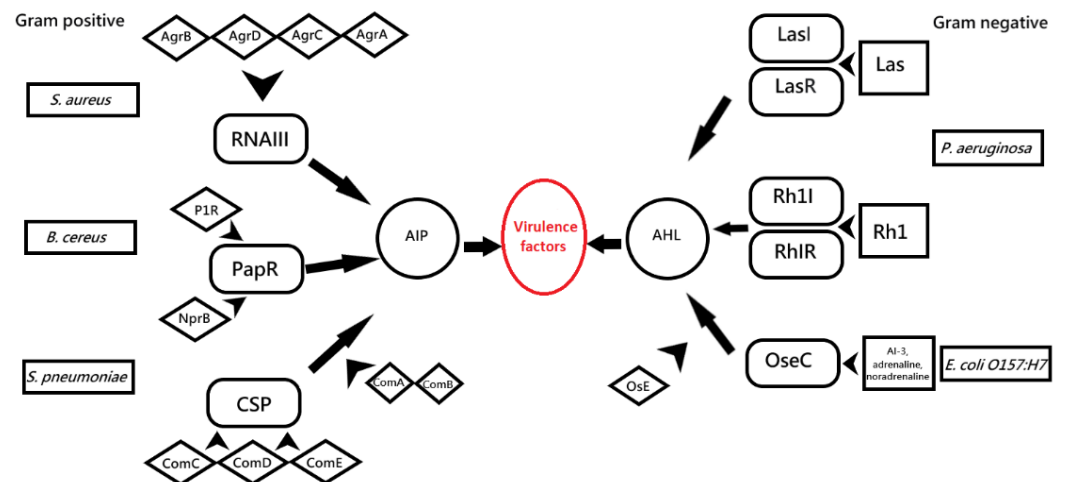 Gram positive
Gram negative
AgrB
AgrD
AgrC
AgrA
S. aureus
RNAIII
P1R
B. cereus
PapR
NprB
S. pneumoniae
CSP
ComA
ComB
ComC
ComD
ComE
AIP
Virulence
factors
AHL
LasI
LasR
Las
P. aeruginosa
Rh1I
RhIR
Rh1
OseC
OsE
AI-3,
adrenaline,
noradrenaline
E. coli O157:H7